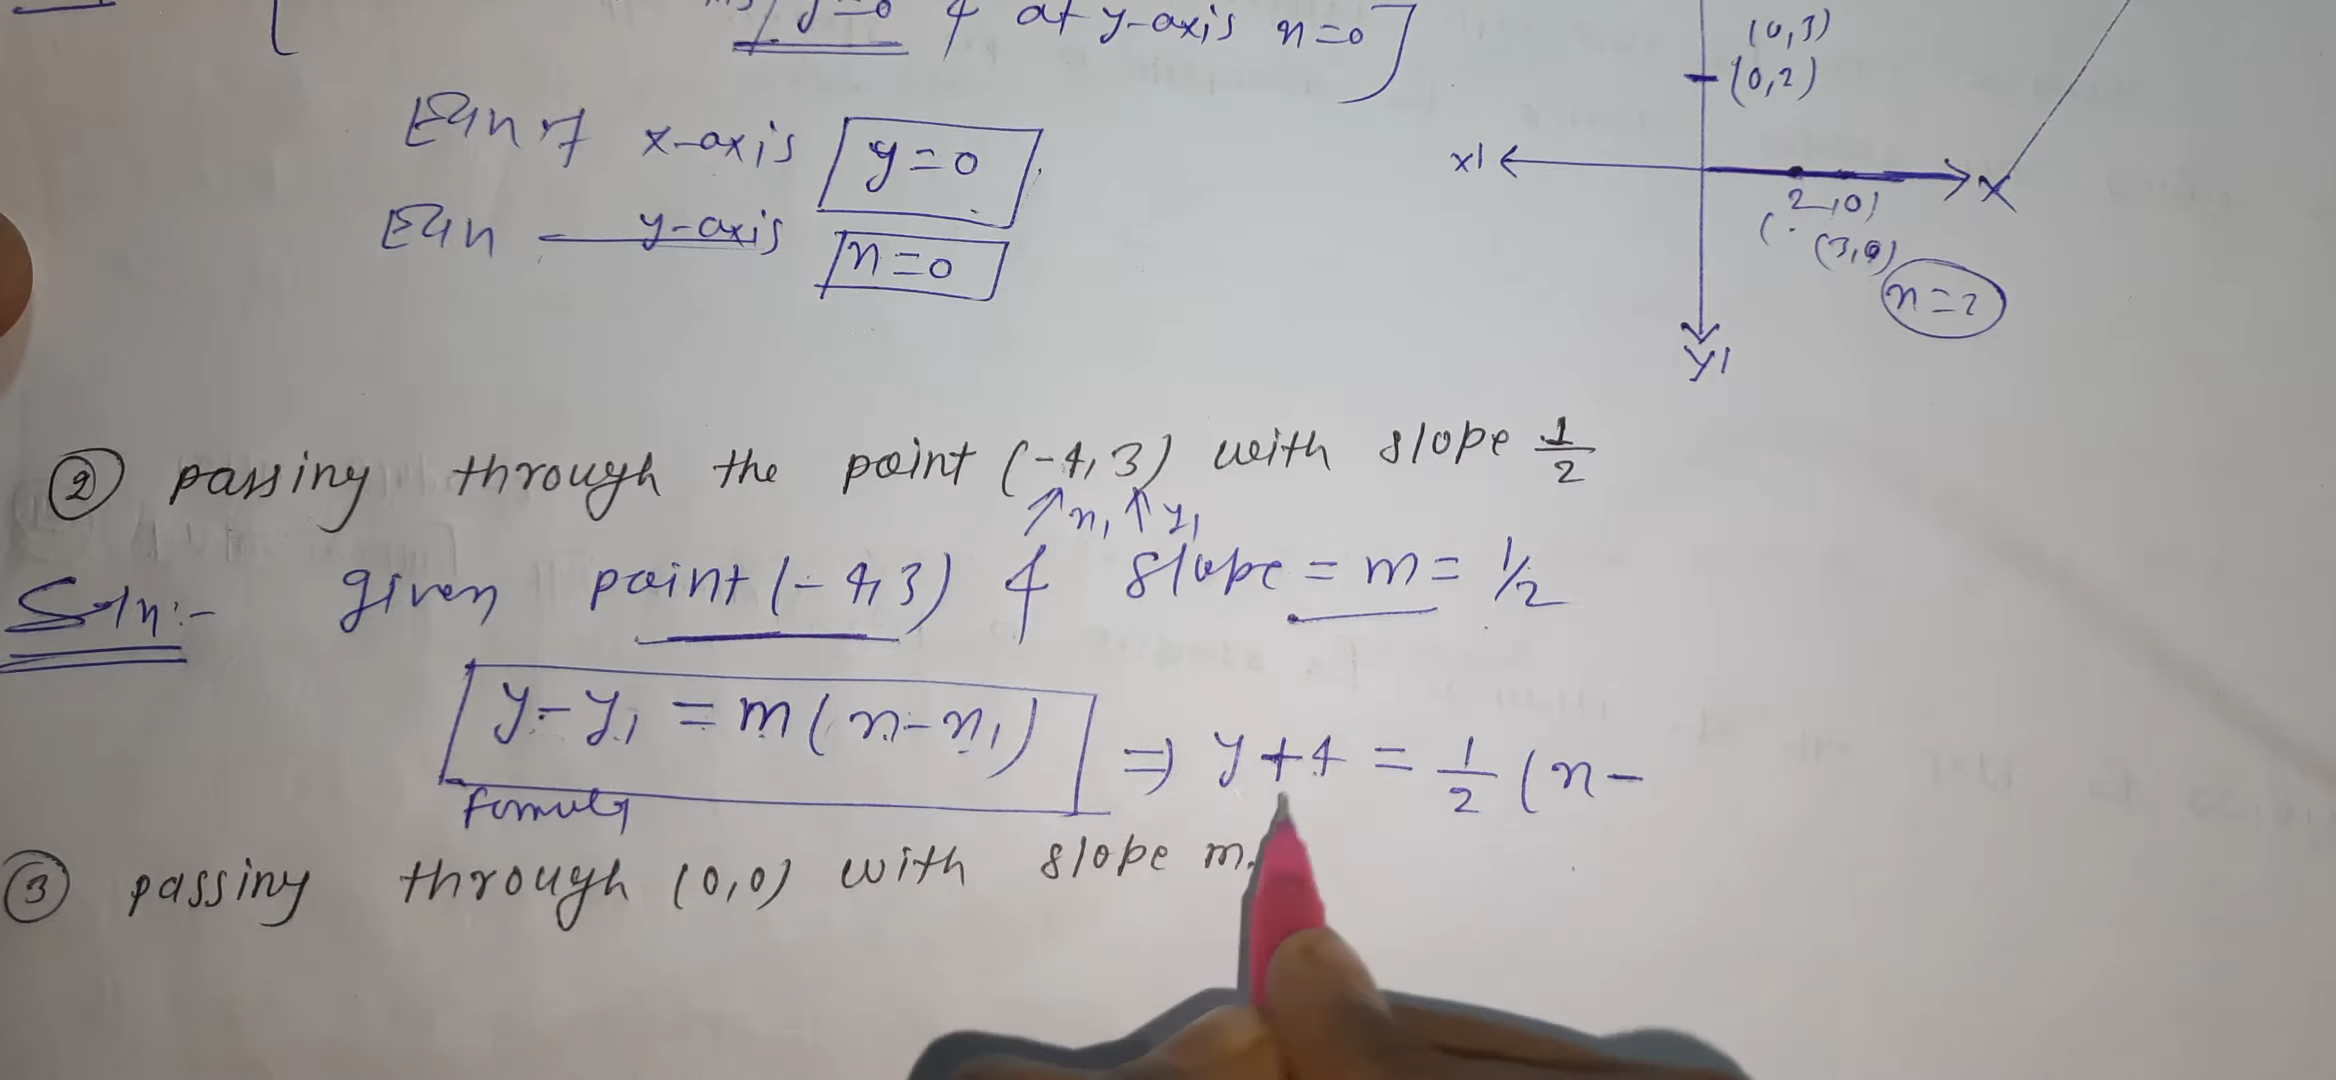 y=0 & at y-axis x=0]
(0,3)
(0,2)
Eqn of x-axis y=0
x' X
Eqn — y-axis x=0
2,0)
(3,0)
x=2
y'
② passing through the point (-4,3) with slope 1/2
x₁ y₁
Soln:- given point (-4,3) & slope = m = 1/2
y-y₁ = m(x-x₁) ⇒ y+4 = 1/2 (x-
formula
③ passing through (0,0) with slope m.